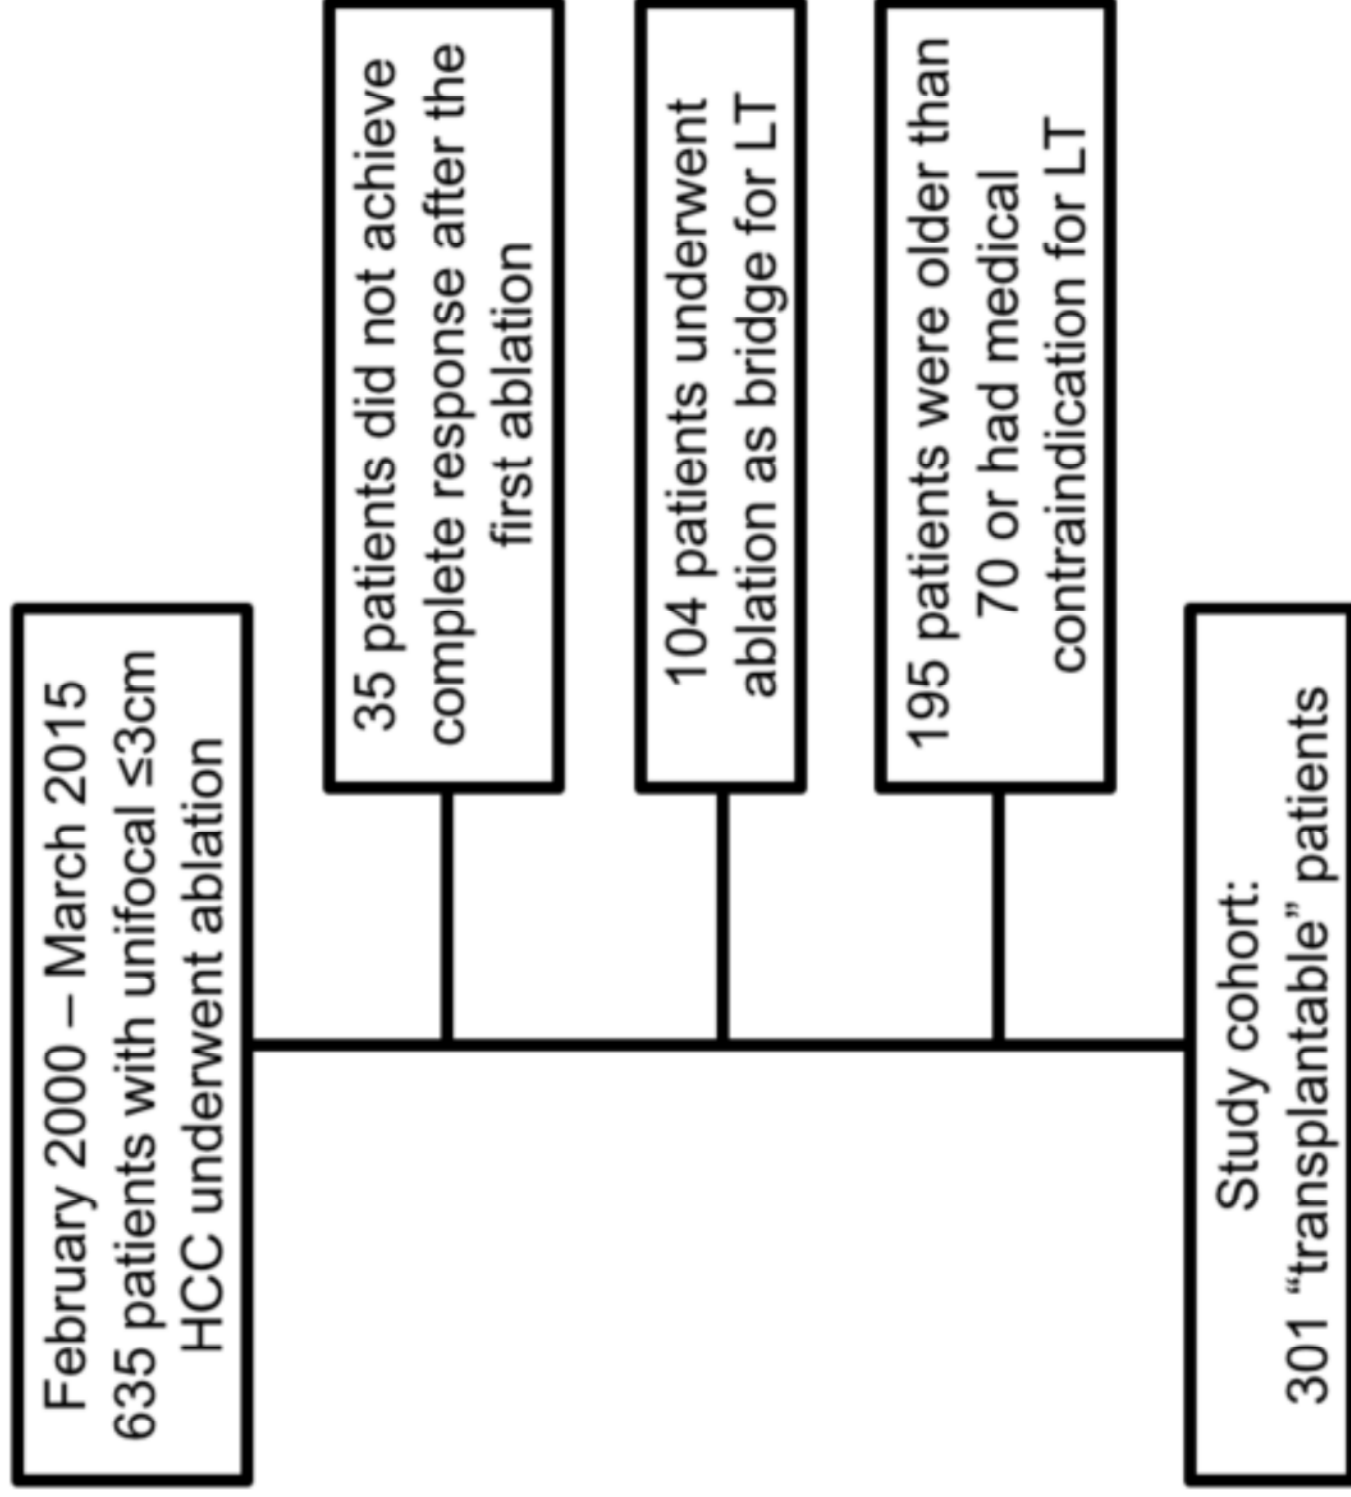 February 2000 – March 2015
635 patients with unifocal ≤3cm
HCC underwent ablation
35 patients did not achieve
complete response after the
first ablation
104 patients underwent
ablation as bridge for LT
195 patients were older than
70 or had medical
contraindication for LT
Study cohort:
301 “transplantable” patients